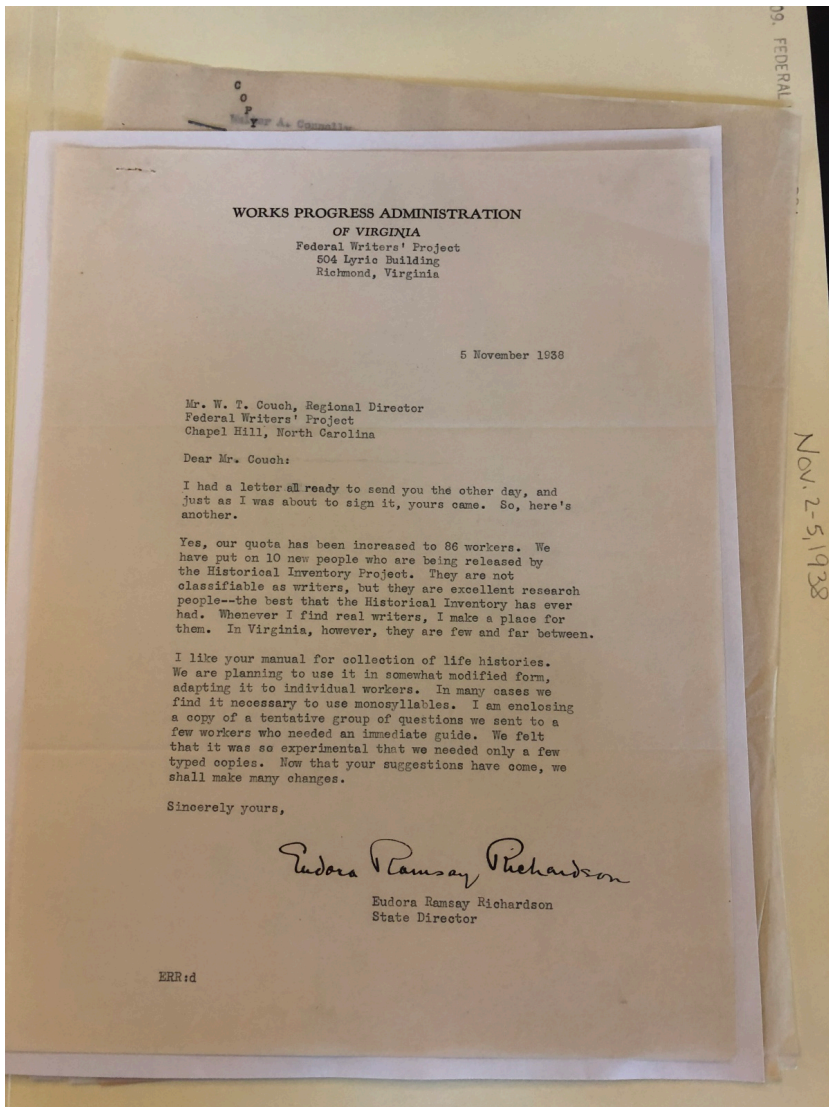 09. FEDERAL
C
O
P
Y
Walter A. Connolly
WORKS PROGRESS ADMINISTRATION
OF VIRGINIA
Federal Writers' Project
504 Lyric Building
Richmond, Virginia
5 November 1938
Mr. W. T. Couch, Regional Director
Federal Writers' Project
Chapel Hill, North Carolina
Dear Mr. Couch:
I had a letter all ready to send you the other day, and
just as I was about to sign it, yours came. So, here's
another.
Yes, our quota has been increased to 86 workers. We
have put on 10 new people who are being released by
the Historical Inventory Project. They are not
classifiable as writers, but they are excellent research
people--the best that the Historical Inventory has ever
had. Whenever I find real writers, I make a place for
them. In Virginia, however, they are few and far between.
I like your manual for collection of life histories.
We are planning to use it in somewhat modified form,
adapting it to individual workers. In many cases we
find it necessary to use monosyllables. I am enclosing
a copy of a tentative group of questions we sent to a
few workers who needed an immediate guide. We felt
that it was so experimental that we needed only a few
typed copies. Now that your suggestions have come, we
shall make many changes.
Sincerely yours,
Eudora Ramsay Richardson
Eudora Ramsay Richardson
State Director
ERR:d
Nov. 2-5, 1938